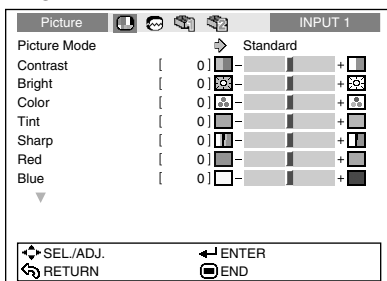 Picture INPUT 1
Picture Mode Standard
Contrast [ 0 ] - +
Bright [ 0 ] - +
Color [ 0 ] - +
Tint [ 0 ] - +
Sharp [ 0 ] - +
Red [ 0 ] - +
Blue [ 0 ] - +
SEL./ADJ. ENTER
RETURN END